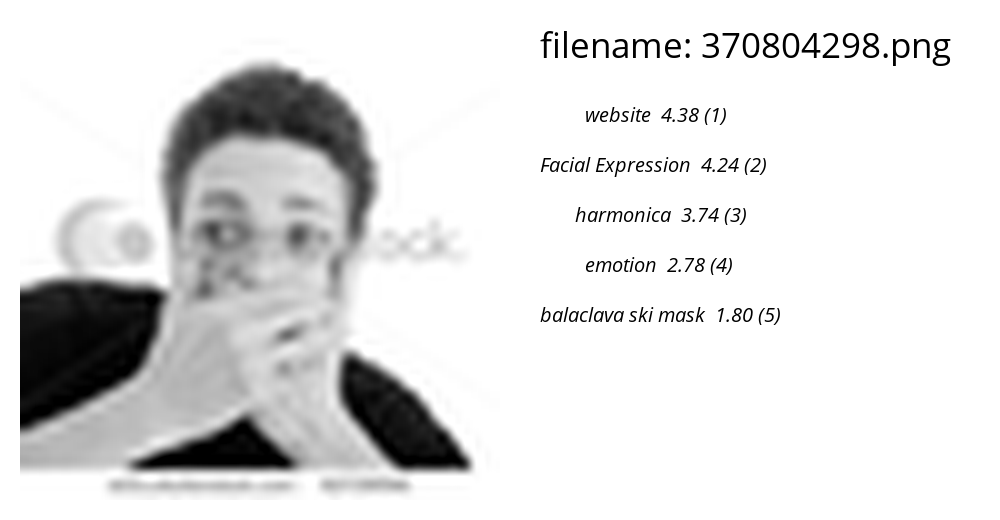 filename: 370804298.png
website 4.38 (1)
Facial Expression 4.24 (2)
harmonica 3.74 (3)
emotion 2.78 (4)
balaclava ski mask 1.80 (5)